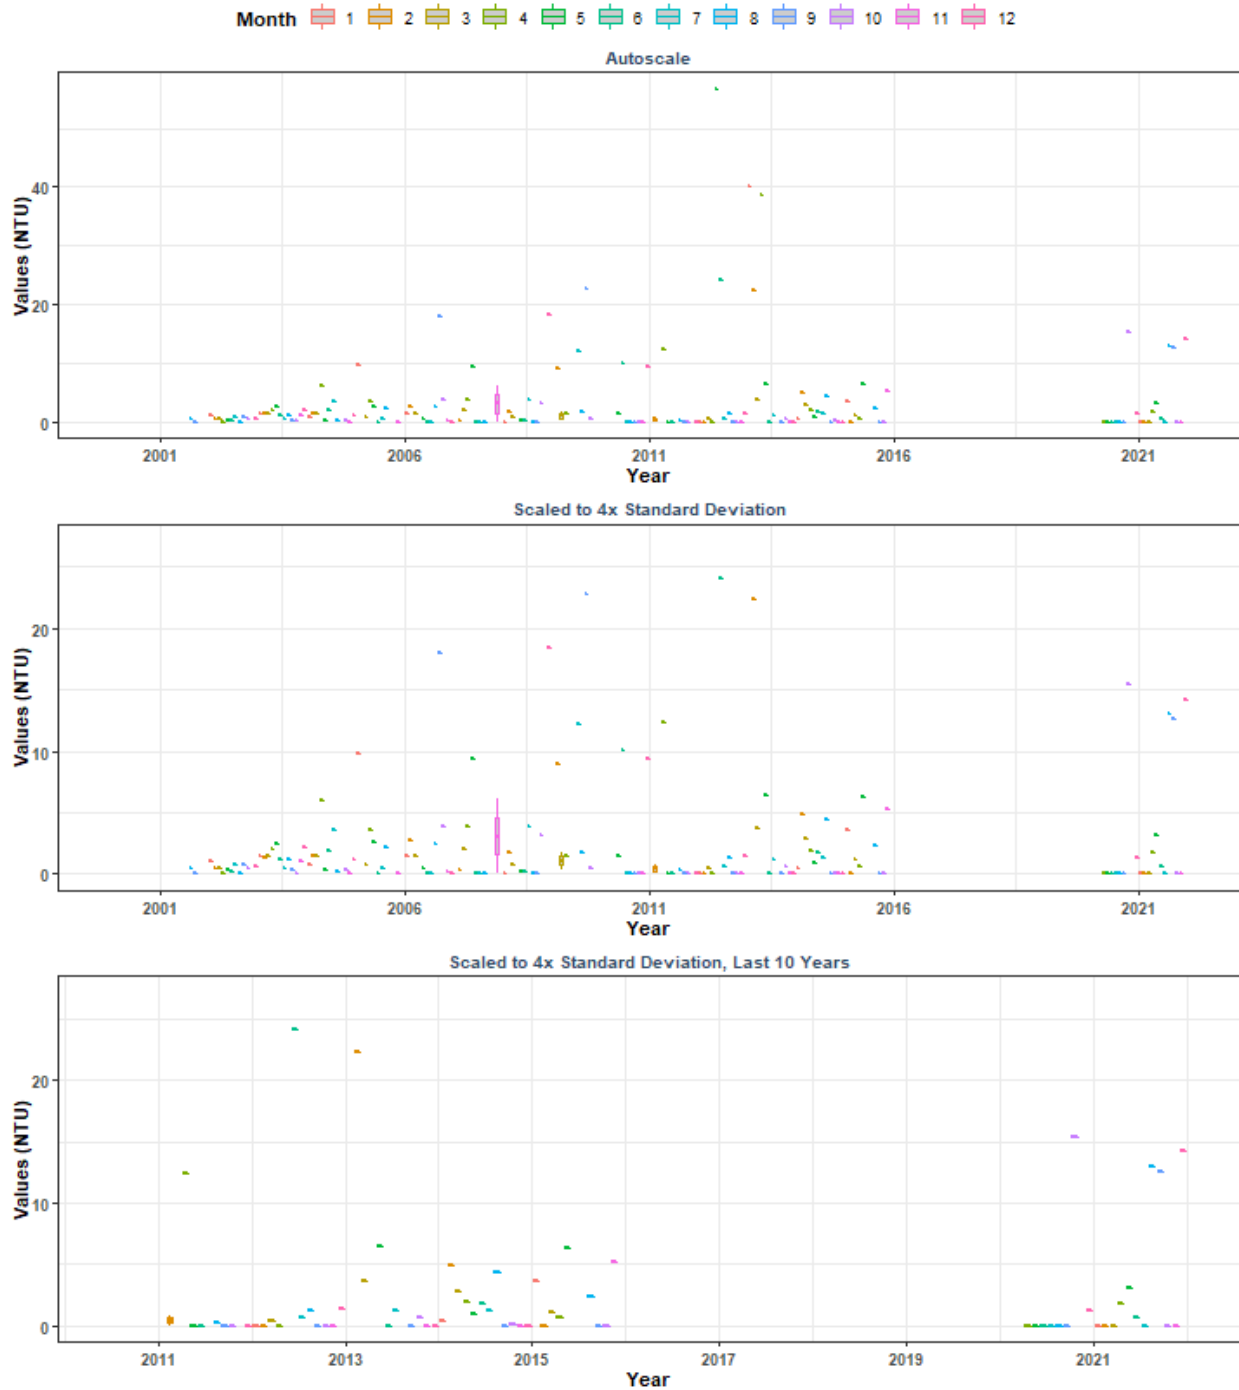 Month 1 2 3 4 5 6 7 8 9 10 11 12
Autoscale
Values (NTU)
40
20
0
2001 2006 2011 2016 2021
Year
Scaled to 4x Standard Deviation
Values (NTU)
20
10
0
2001 2006 2011 2016 2021
Year
Scaled to 4x Standard Deviation, Last 10 Years
Values (NTU)
20
10
0
2011 2013 2015 2017 2019 2021
Year